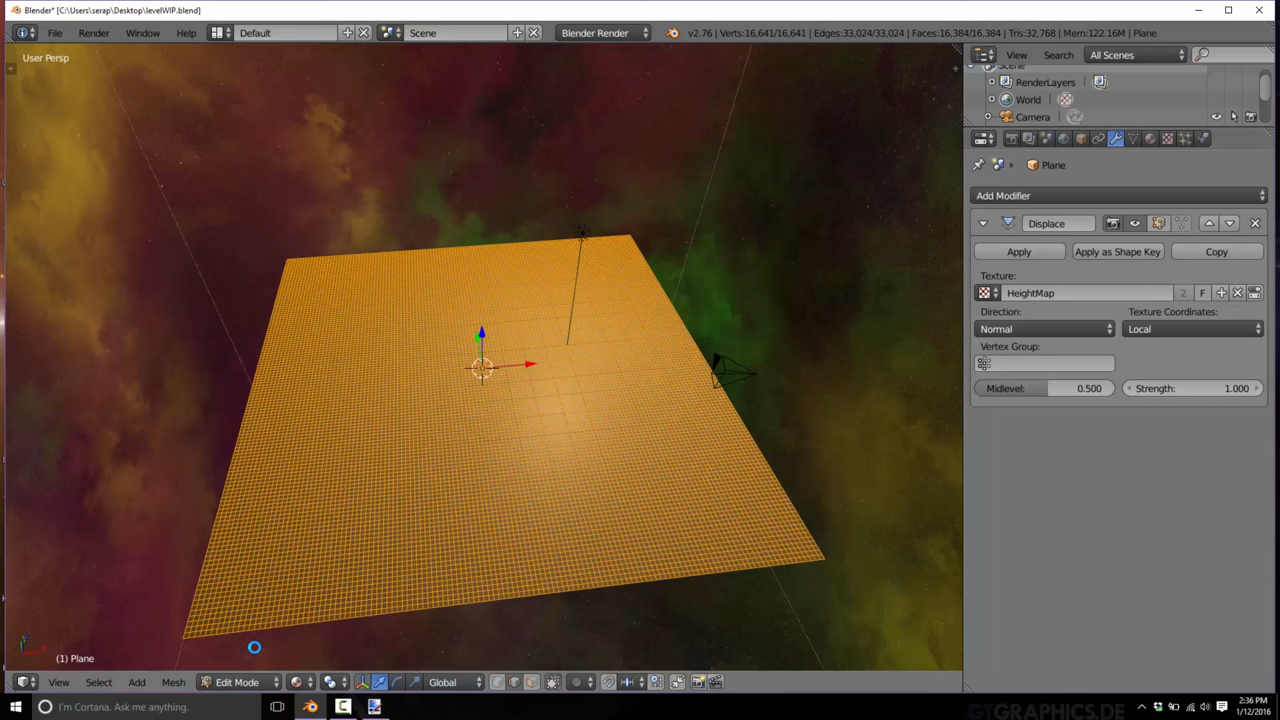 Blender* [C:\Users\serap\Desktop\levelWIP.blend]
File Render Window Help Default Scene Blender Render v2.76 | Verts:16,641/16,641 | Edges:33,024/33,024 | Faces:16,384/16,384 | Tris:32,768 | Mem:122.16M | Plane
User Persp
View Search All Scenes
Scene
RenderLayers
World
Camera
Plane
Add Modifier
Displace
Apply Apply as Shape Key Copy
Texture:
HeightMap 2 F
Direction: Texture Coordinates:
Normal Local
Vertex Group:
Midlevel: 0.500 Strength: 1.000
(1) Plane
View Select Add Mesh Edit Mode Global
I'm Cortana. Ask me anything.
2:36 PM
1/12/2016
GTGRAPHICS.DE